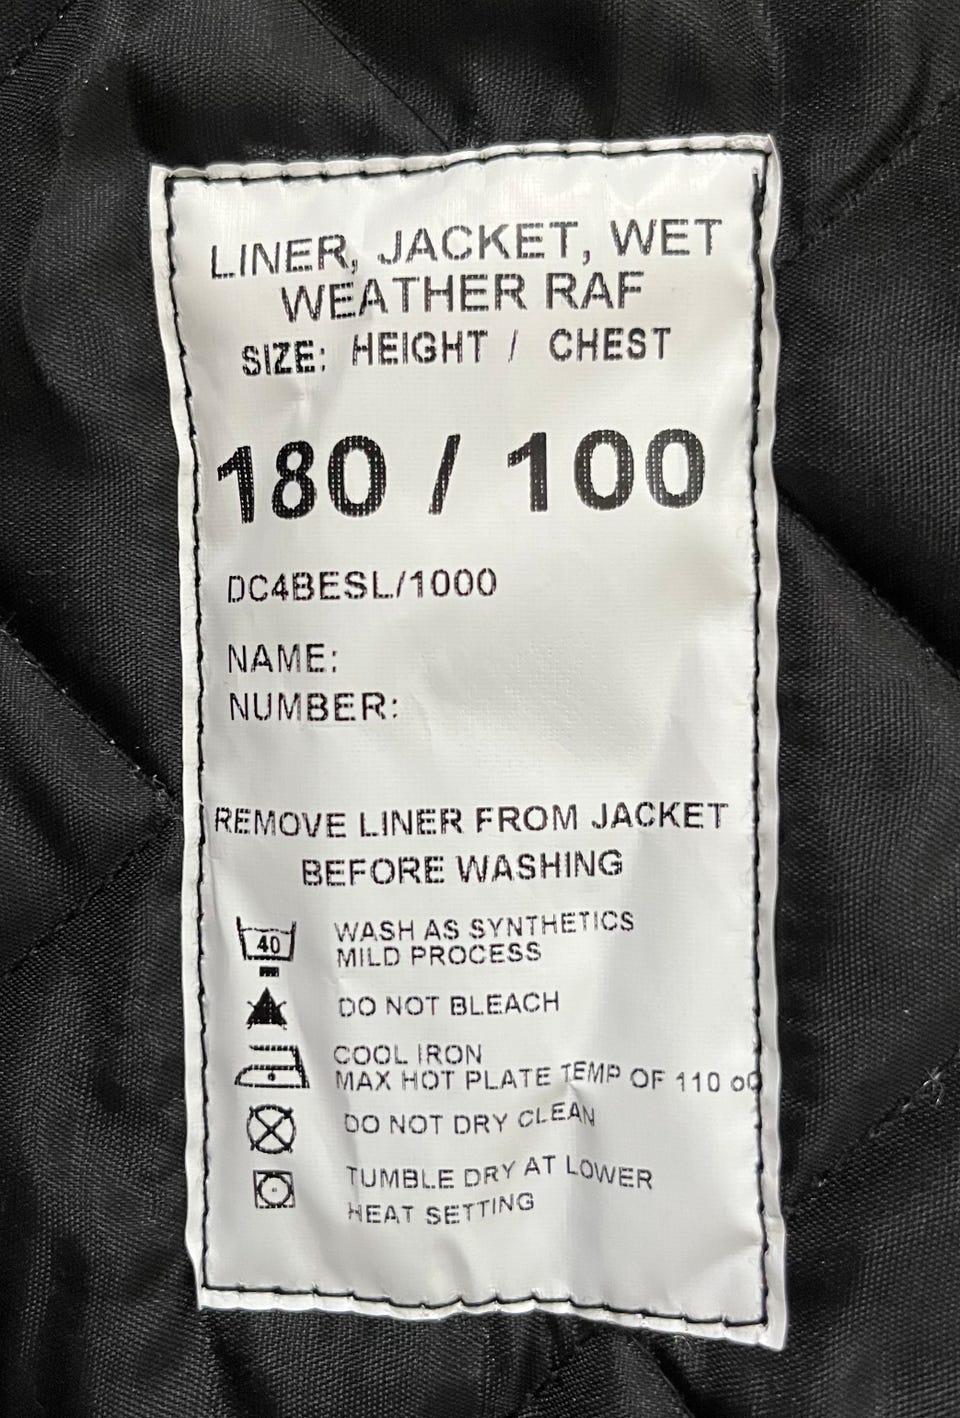 LINER, JACKET, WET
WEATHER RAF
SIZE: HEIGHT / CHEST
180 / 100
DC4BESL/1000
NAME:
NUMBER:
REMOVE LINER FROM JACKET
BEFORE WASHING
40 WASH AS SYNTHETICS
MILD PROCESS
DO NOT BLEACH
COOL IRON
MAX HOT PLATE TEMP OF 110 oC
DO NOT DRY CLEAN
TUMBLE DRY AT LOWER
HEAT SETTING